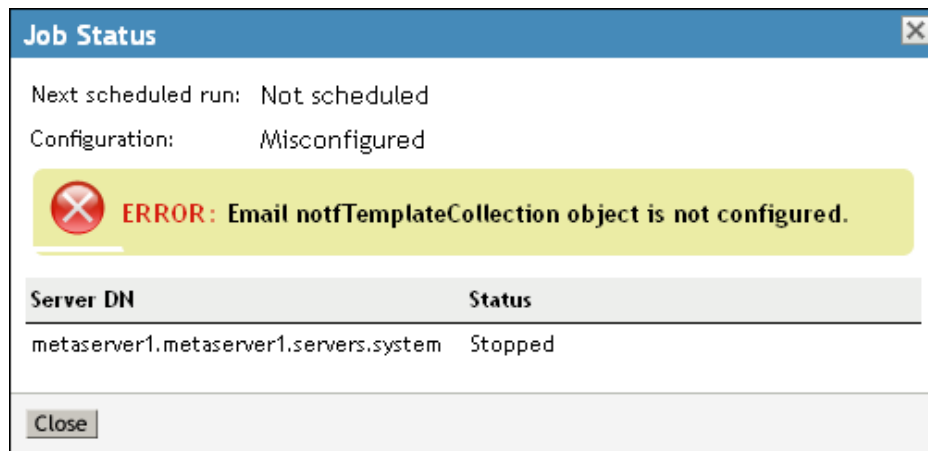 Job Status
Next scheduled run: Not scheduled
Configuration: Misconfigured
ERROR: Email notfTemplateCollection object is not configured.
Server DN Status
metaserver1.metaserver1.servers.system Stopped
Close